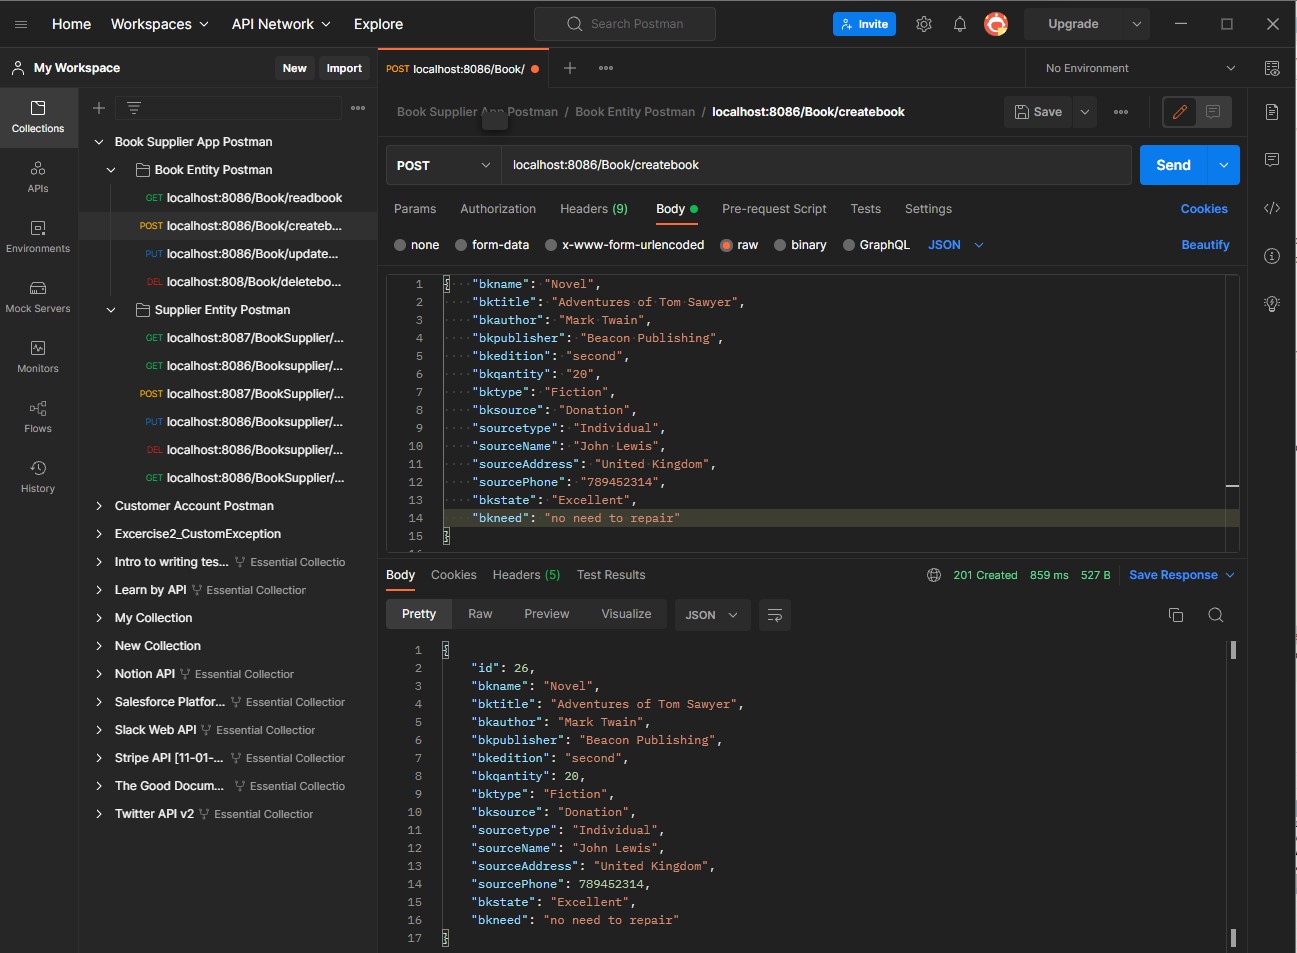 Home Workspaces API Network Explore Search Postman Invite Upgrade
My Workspace New Import POST localhost:8086/Book/ No Environment
Collections
APIs
Environments
Mock Servers
Monitors
Flows
History
Book Supplier App Postman
Book Entity Postman
GET localhost:8086/Book/readbook
POST localhost:8086/Book/createb...
PUT localhost:8086/Book/update...
DEL localhost:808/Book/deletebo...
Supplier Entity Postman
GET localhost:8087/BookSupplier/...
GET localhost:8086/Booksupplier/...
POST localhost:8087/BookSupplier/...
PUT localhost:8086/Booksupplier/...
DEL localhost:8086/Booksupplier/...
GET localhost:8086/BookSupplier/...
Customer Account Postman
Excercise2_CustomException
Intro to writing tes... Essential Collectio
Learn by API Essential Collection
My Collection
New Collection
Notion API Essential Collection
Salesforce Platfor... Essential Collection
Slack Web API Essential Collection
Stripe API [11-01-... Essential Collection
The Good Docum... Essential Collectio
Twitter API v2 Essential Collection
Book Supplier App Postman / Book Entity Postman / localhost:8086/Book/createbook Save
POST localhost:8086/Book/createbook Send
Params Authorization Headers (9) Body Pre-request Script Tests Settings Cookies
none form-data x-www-form-urlencoded raw binary GraphQL JSON Beautify
1 { "bkname": "Novel",
2 "bktitle": "Adventures of Tom Sawyer",
3 "bkauthor": "Mark Twain",
4 "bkpublisher": "Beacon Publishing",
5 "bkedition": "second",
6 "bkqantity": "20",
7 "bktype": "Fiction",
8 "bksource": "Donation",
9 "sourcetype": "Individual",
10 "sourceName": "John Lewis",
11 "sourceAddress": "United Kingdom",
12 "sourcePhone": "789452314",
13 "bkstate": "Excellent",
14 "bkneed": "no need to repair"
15 }
Body Cookies Headers (5) Test Results 201 Created 859 ms 527 B Save Response
Pretty Raw Preview Visualize JSON
1 {
2 "id": 26,
3 "bkname": "Novel",
4 "bktitle": "Adventures of Tom Sawyer",
5 "bkauthor": "Mark Twain",
6 "bkpublisher": "Beacon Publishing",
7 "bkedition": "second",
8 "bkqantity": 20,
9 "bktype": "Fiction",
10 "bksource": "Donation",
11 "sourcetype": "Individual",
12 "sourceName": "John Lewis",
13 "sourceAddress": "United Kingdom",
14 "sourcePhone": 789452314,
15 "bkstate": "Excellent",
16 "bkneed": "no need to repair"
17 }